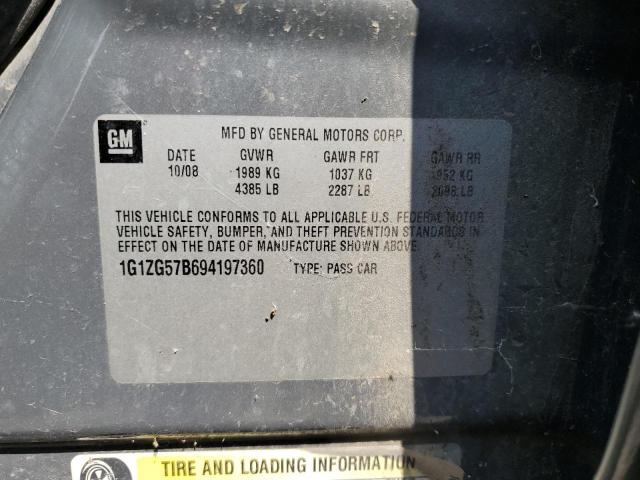 GM
MFD BY GENERAL MOTORS CORP.
DATE GVWR GAWR FRT GAWR RR
10/08 1989 KG 1037 KG 952 KG
4385 LB 2287 LB 2098 LB
THIS VEHICLE CONFORMS TO ALL APPLICABLE U.S. FEDERAL MOTOR
VEHICLE SAFETY, BUMPER, AND THEFT PREVENTION STANDARDS IN
EFFECT ON THE DATE OF MANUFACTURE SHOWN ABOVE.
1G1ZG57B694197360 TYPE: PASS CAR
TIRE AND LOADING INFORMATION